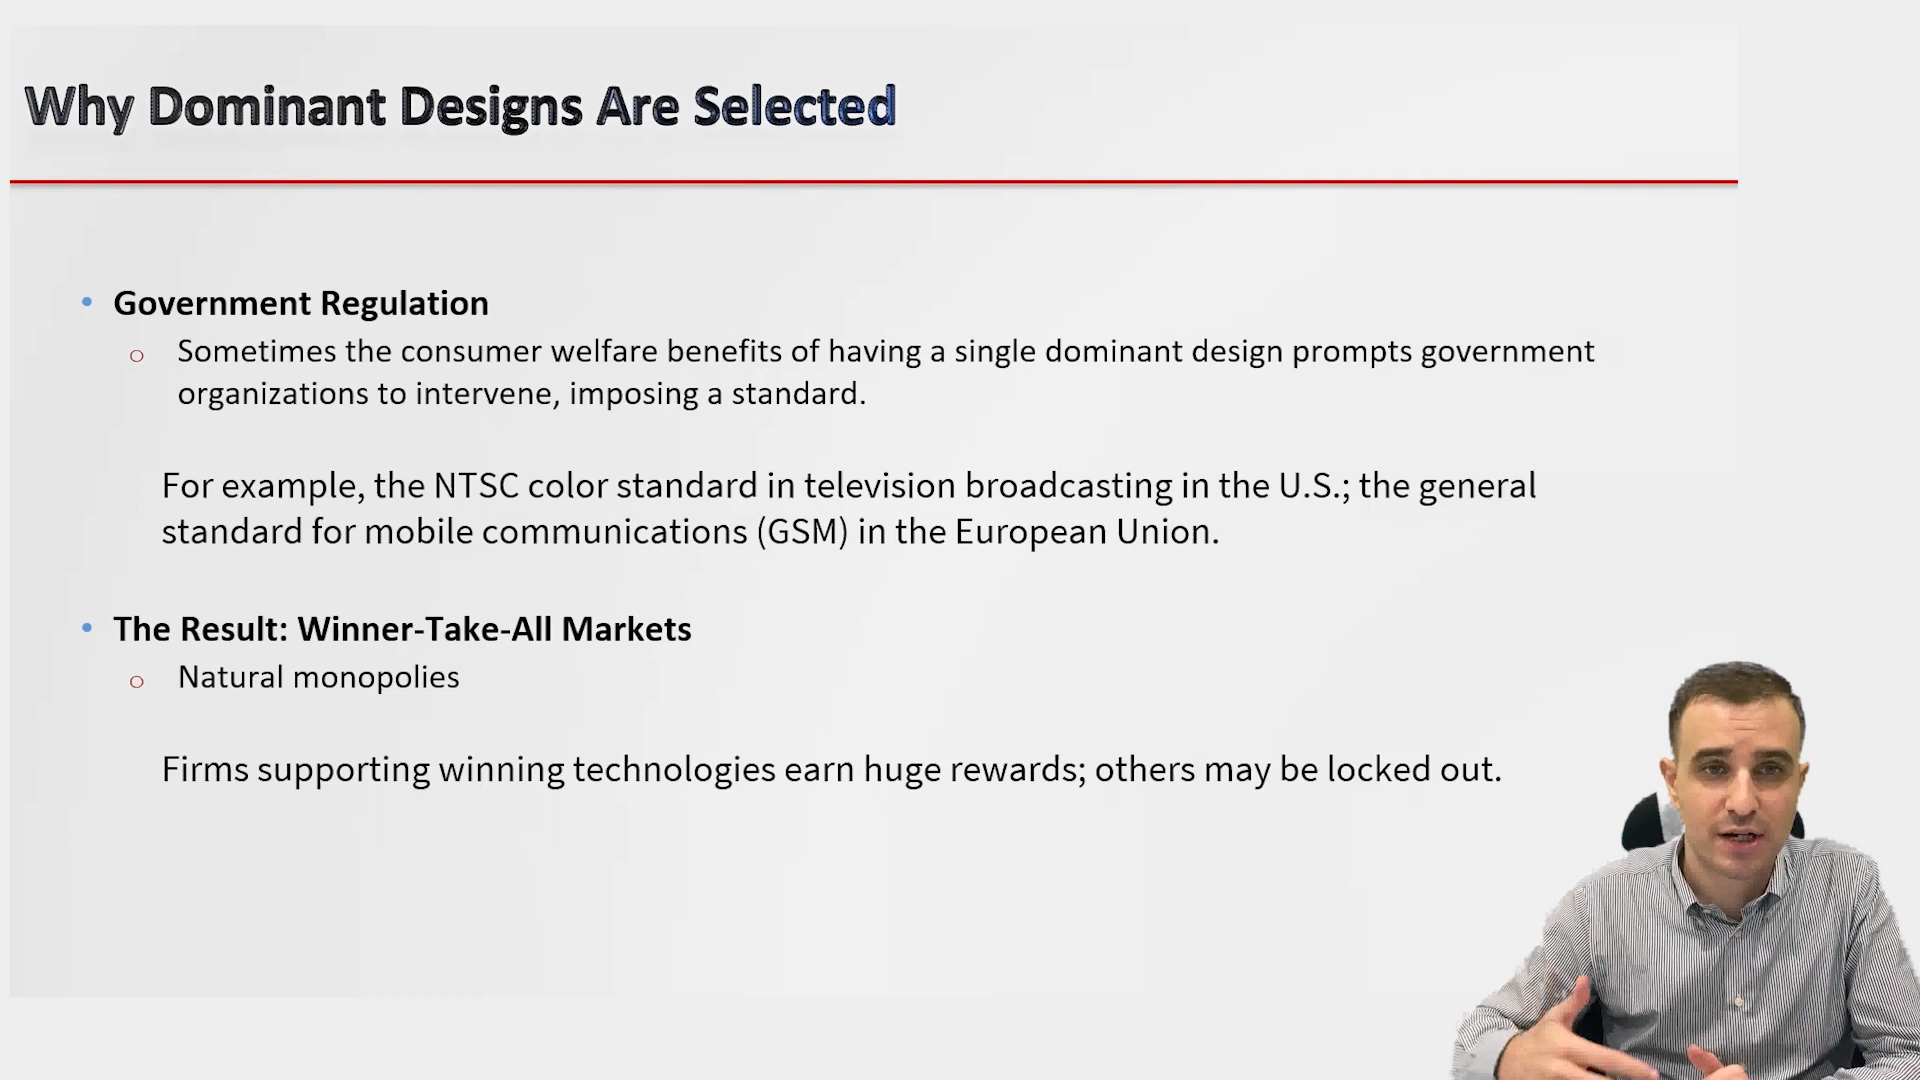 Why Dominant Designs Are Selected
• Government Regulation
o Sometimes the consumer welfare benefits of having a single dominant design prompts government
organizations to intervene, imposing a standard.
For example, the NTSC color standard in television broadcasting in the U.S.; the general
standard for mobile communications (GSM) in the European Union.
• The Result: Winner-Take-All Markets
o Natural monopolies
Firms supporting winning technologies earn huge rewards; others may be locked out.